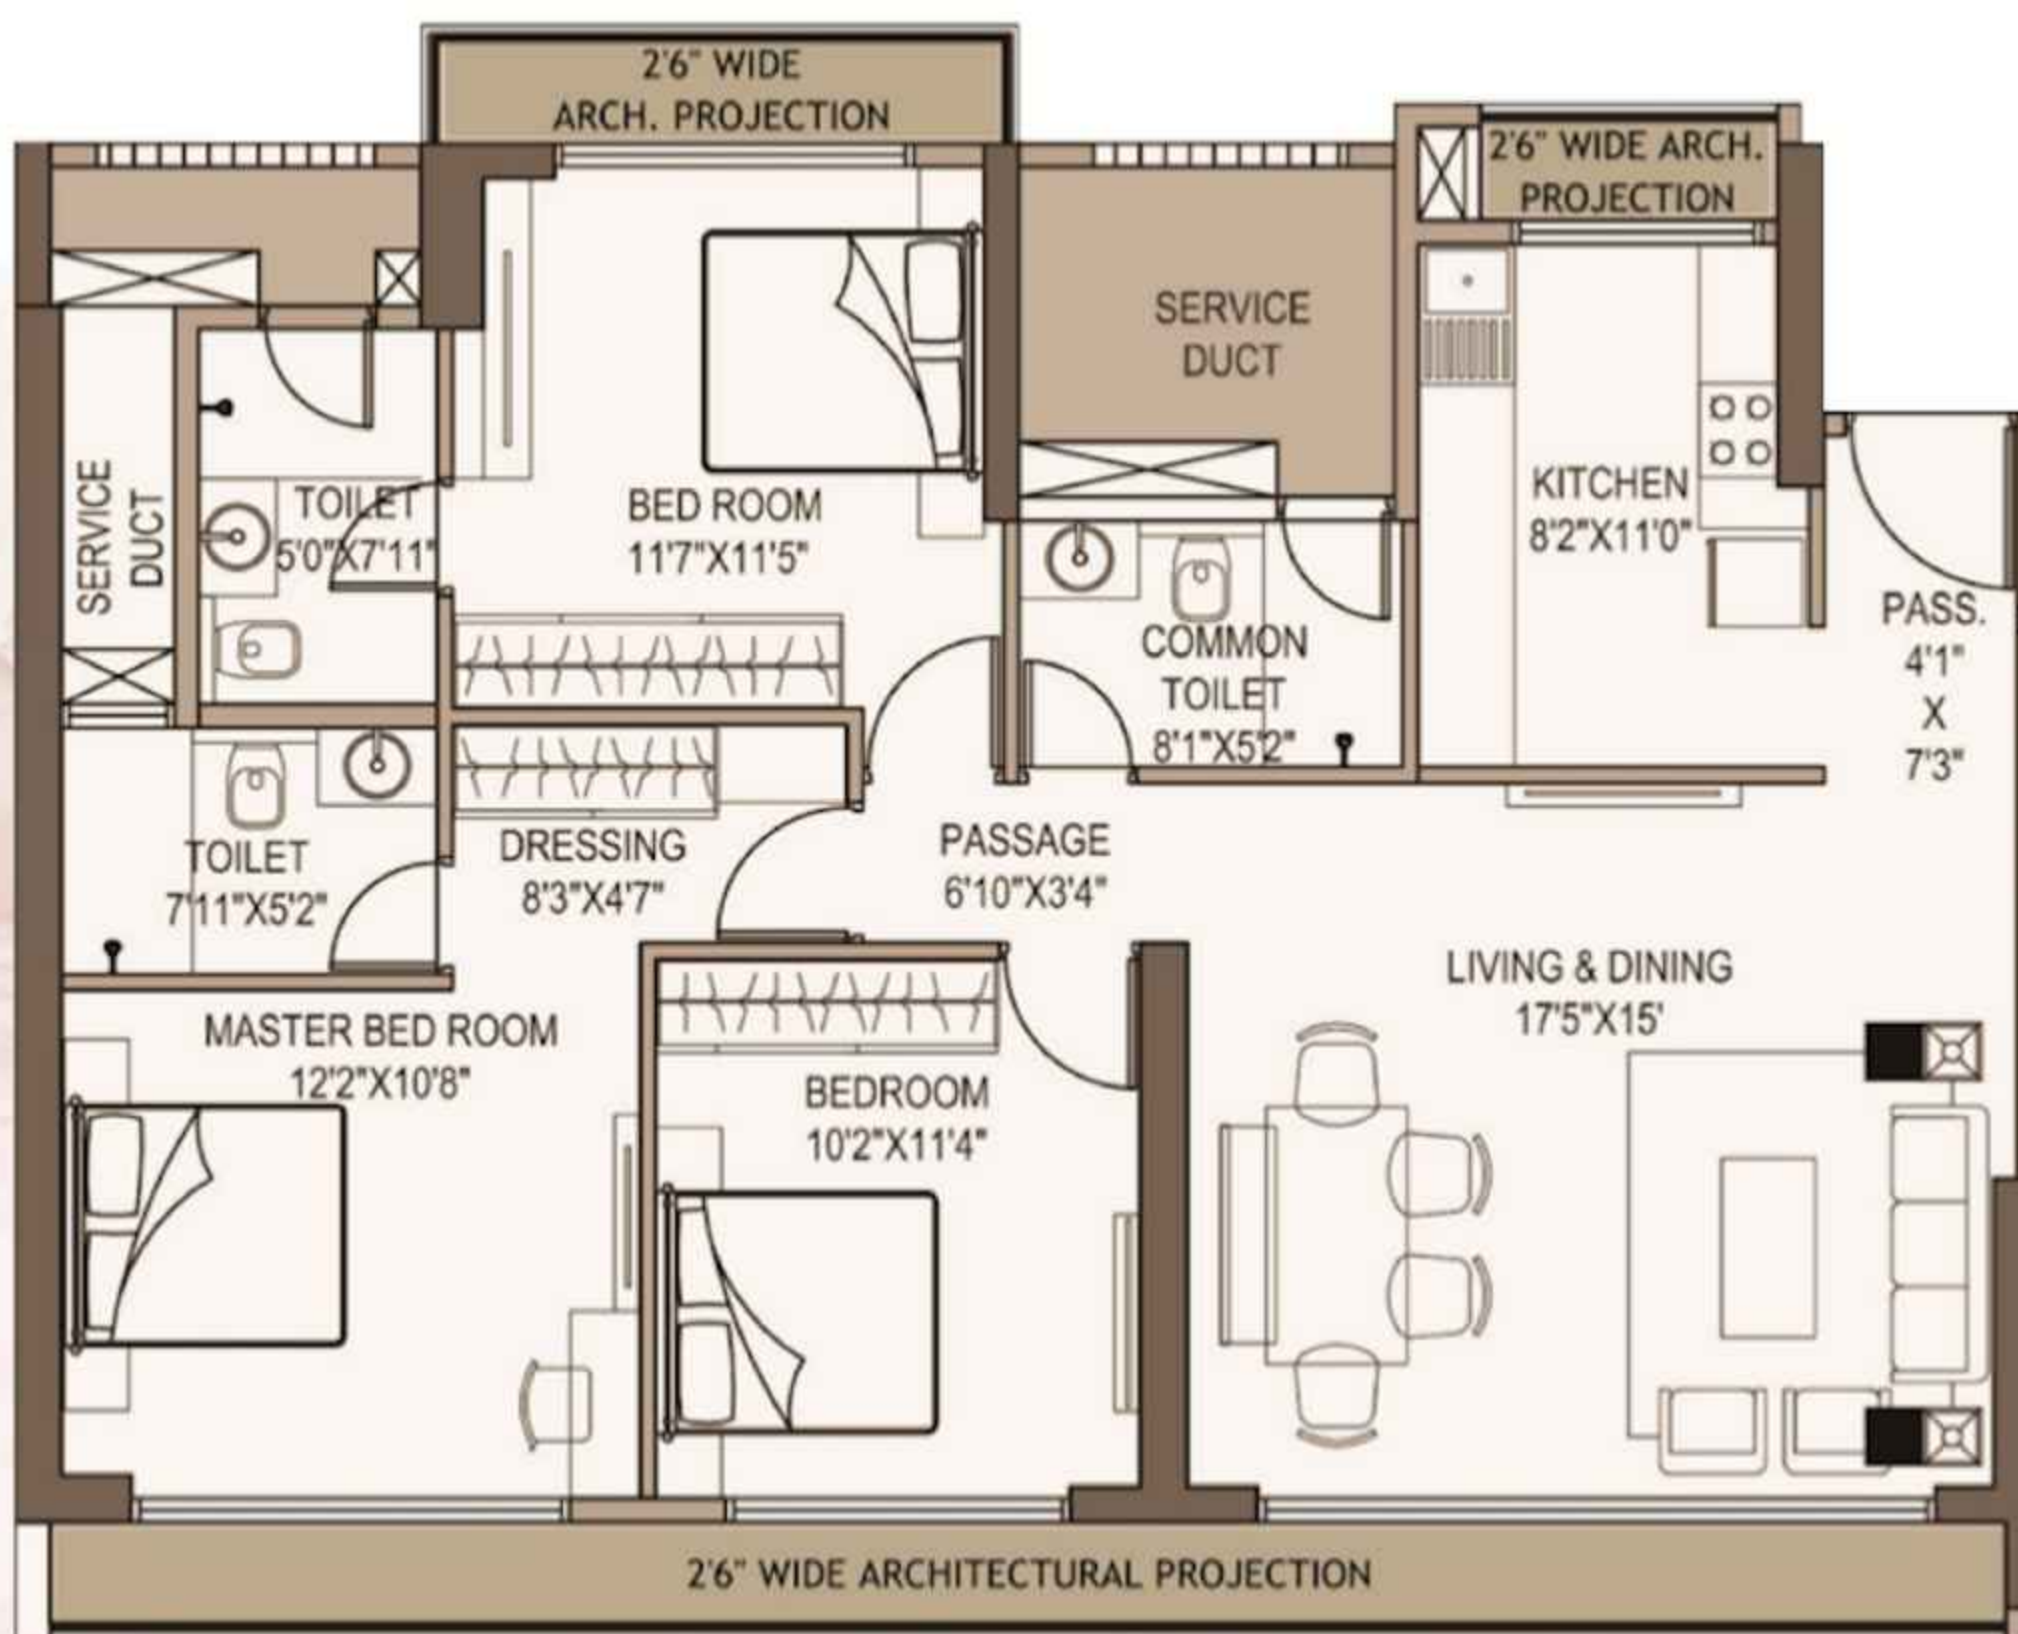 2'6" WIDE
ARCH. PROJECTION
2'6" WIDE ARCH.
PROJECTION
SERVICE
DUCT
SERVICE
DUCT
TOILET
5'0"X7'11"
BED ROOM
11'7"X11'5"
KITCHEN
8'2"X11'0"
COMMON
TOILET
8'1"X5'2"
PASS.
4'1"
X
7'3"
TOILET
7'11"X5'2"
DRESSING
8'3"X4'7"
PASSAGE
6'10"X3'4"
LIVING & DINING
17'5"X15'
MASTER BED ROOM
12'2"X10'8"
BEDROOM
10'2"X11'4"
2'6" WIDE ARCHITECTURAL PROJECTION